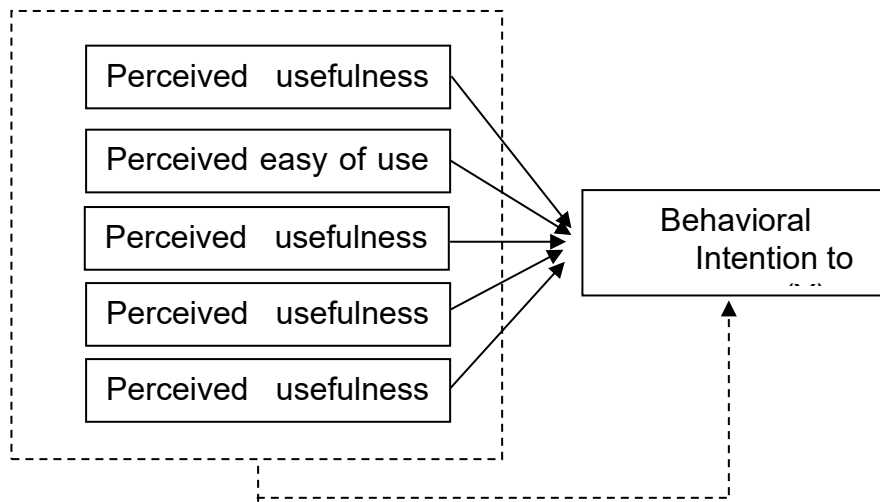 Perceived usefulness
Perceived easy of use
Perceived usefulness
Perceived usefulness
Perceived usefulness
Behavioral
Intention to